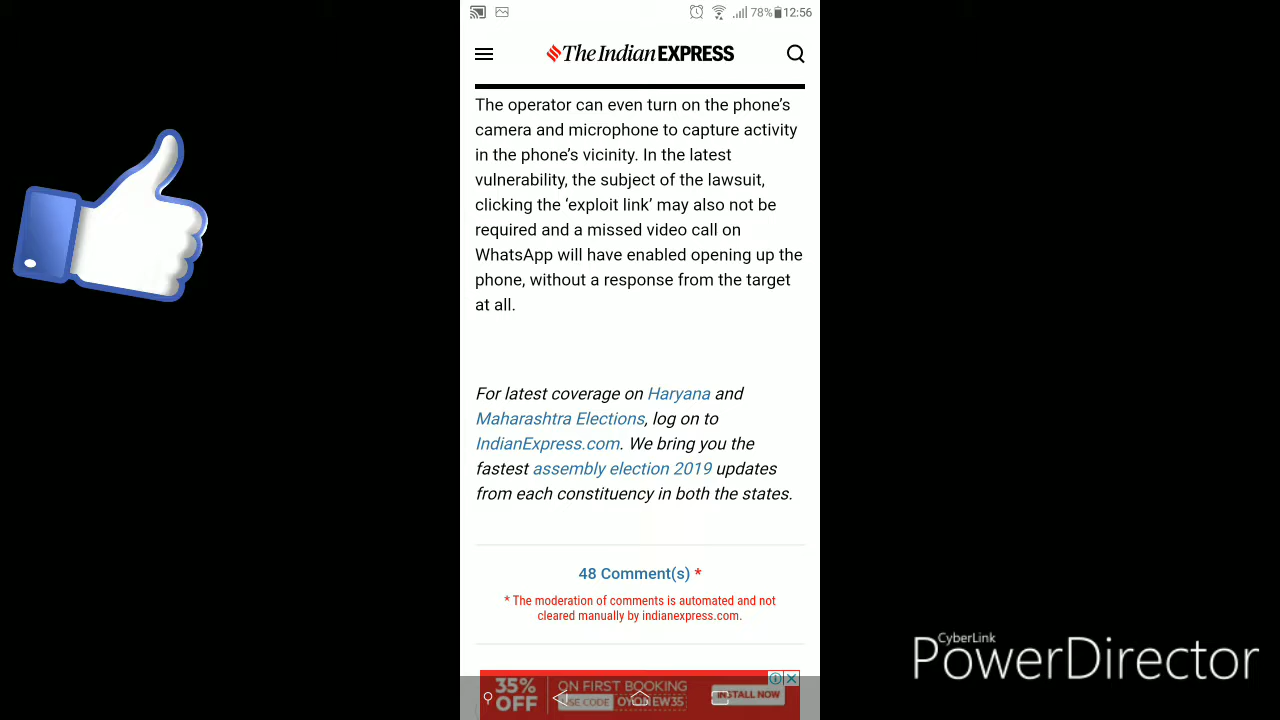 78% 12:56
The Indian EXPRESS
The operator can even turn on the phone's
camera and microphone to capture activity
in the phone's vicinity. In the latest
vulnerability, the subject of the lawsuit,
clicking the ‘exploit link’ may also not be
required and a missed video call on
WhatsApp will have enabled opening up the
phone, without a response from the target
at all.
For latest coverage on Haryana and
Maharashtra Elections, log on to
IndianExpress.com. We bring you the
fastest assembly election 2019 updates
from each constituency in both the states.
48 Comment(s) *
* The moderation of comments is automated and not
cleared manually by indianexpress.com.
35% OFF
ON FIRST BOOKING
USE CODE
INSTALL NOW
CyberLink
PowerDirector